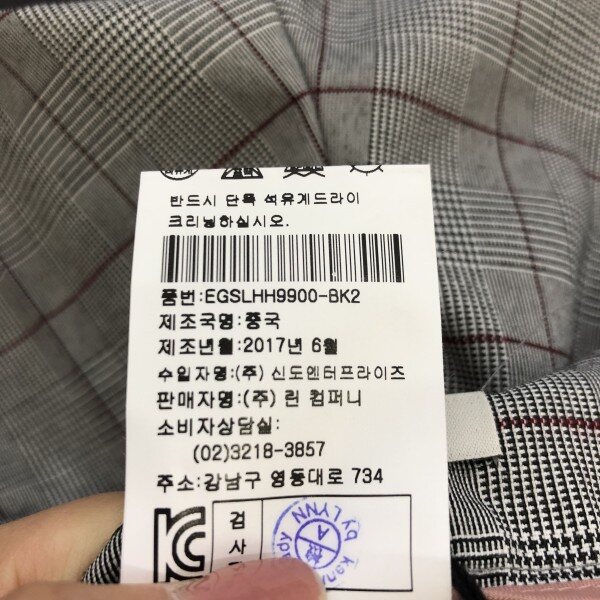 반드시 단독 석유계드라이
크리닝하십시오.
품번:EGSLHH9900-BK2
제조국명:중국
제조년월:2017년 6월
수입자명:(주) 신도엔터프라이즈
판매자명:(주) 린 컴퍼니
소비자상담실:
(02)3218-3857
주소:강남구 영동대로 734
KC
검
사
LYNN